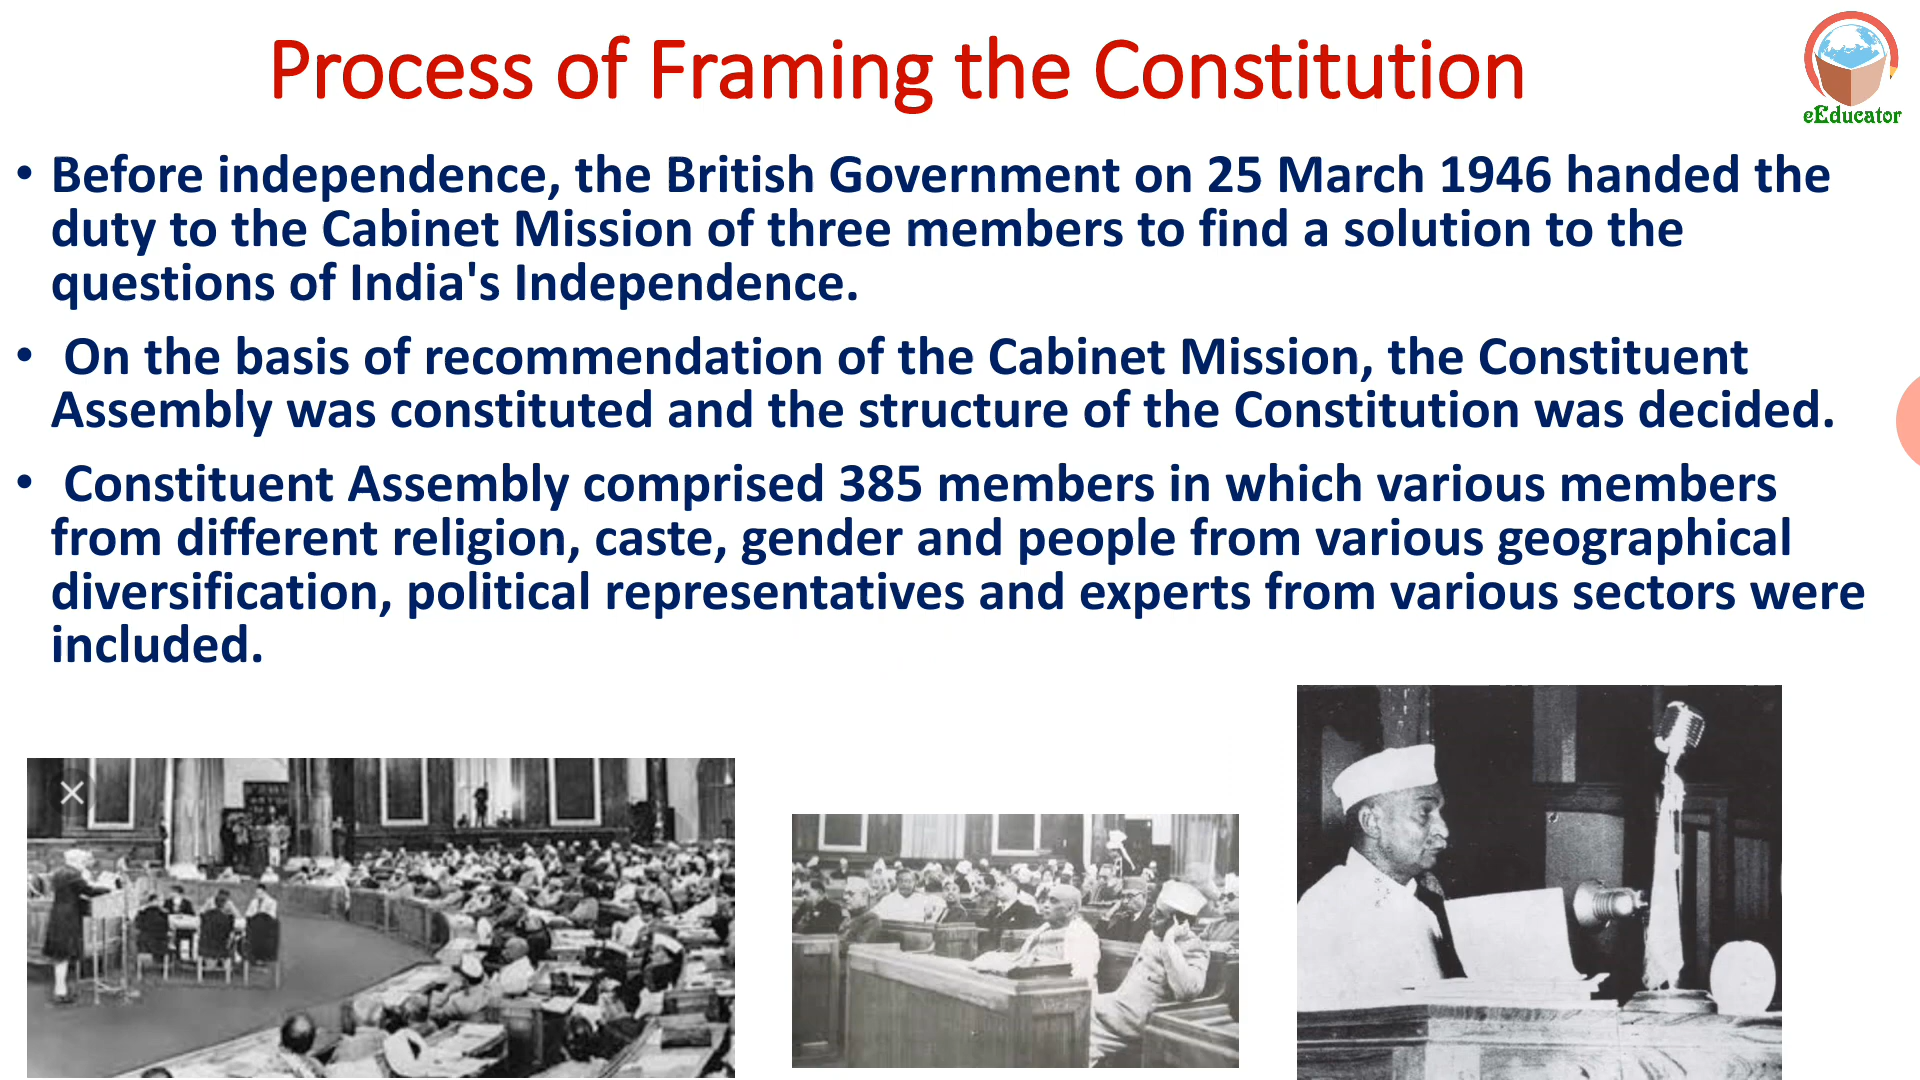 Process of Framing the Constitution
eEducator
• Before independence, the British Government on 25 March 1946 handed the
duty to the Cabinet Mission of three members to find a solution to the
questions of India's Independence.
• On the basis of recommendation of the Cabinet Mission, the Constituent
Assembly was constituted and the structure of the Constitution was decided.
• Constituent Assembly comprised 385 members in which various members
from different religion, caste, gender and people from various geographical
diversification, political representatives and experts from various sectors were
included.